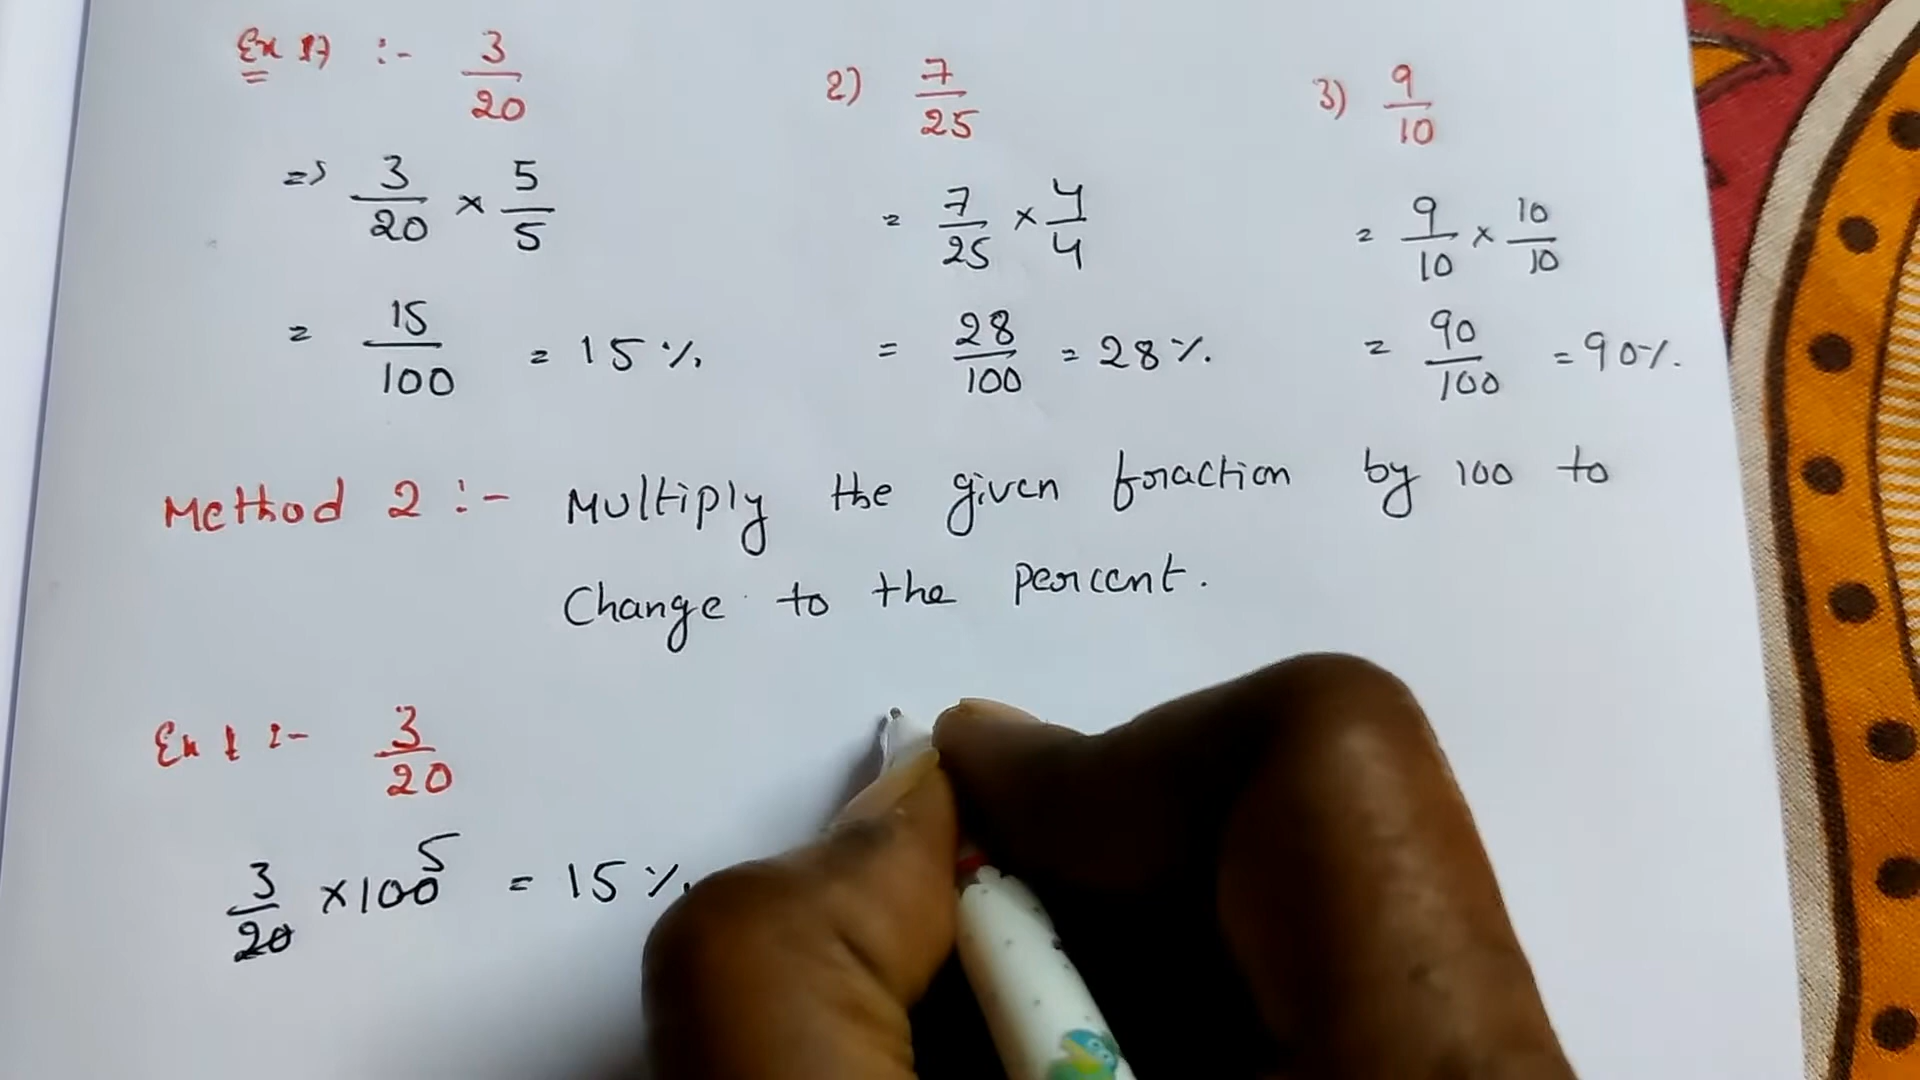 Ex 1) :- 3/20
=> 3/20 × 5/5
= 15/100 = 15%
2) 7/25
= 7/25 × 4/4
= 28/100 = 28%
3) 9/10
= 9/10 × 10/10
= 90/100 = 90%
Method 2 :- Multiply the given fraction by 100 to
Change to the percent.
Ex 1 :- 3/20
3/20 × 100 5 = 15%